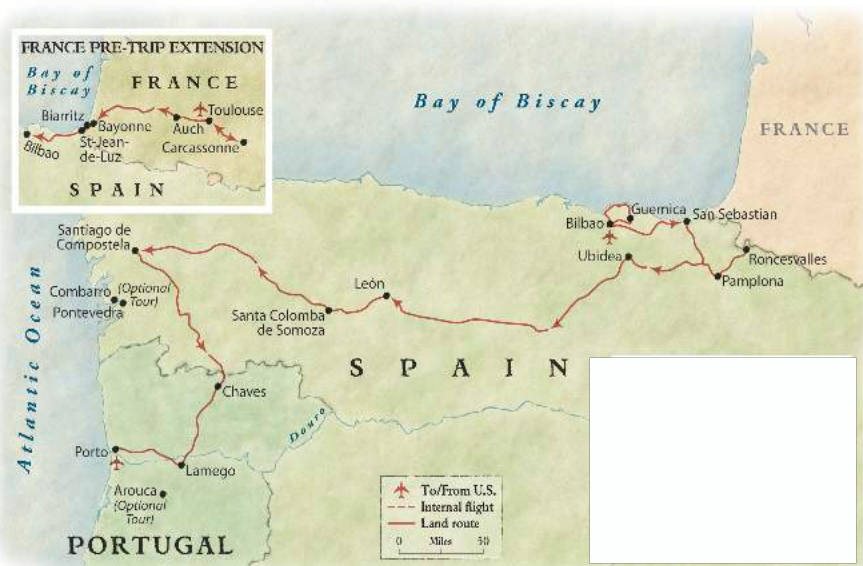 FRANCE PRE-TRIP EXTENSION
Bay of
Biscay
FRANCE
Toulouse
Biarritz
Bayonne
Auch
St-Jean-
de-Luz
Carcassonne
Bilbao
SPAIN
Bay of Biscay
FRANCE
Santiago de
Compostela
Guernica
San Sebastian
Bilbao
Ubidea
Roncesvalles
Pamplona
León
Combarro
(Optional
Tour)
Pontevedra
Santa Colomba
de Somoza
Atlantic Ocean
SPAIN
Chaves
Douro
Porto
Lamego
Arouca
(Optional
Tour)
PORTUGAL
To/From U.S.
Internal flight
Land route
0 Miles 50